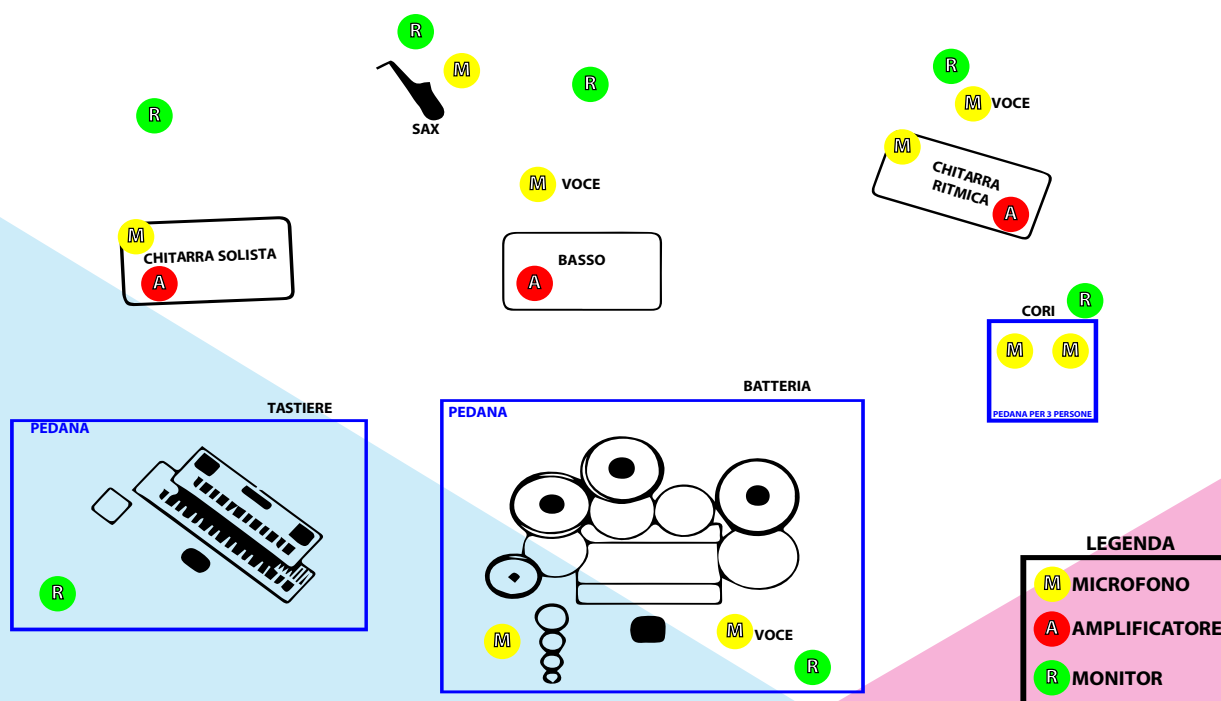 R
R
M
R
R
M VOCE
SAX
M VOCE
M
CHITARRA
RITMICA
A
M
CHITARRA SOLISTA
A
BASSO
A
R
CORI
M M
PEDANA PER 3 PERSONE
TASTIERE
PEDANA
R
BATTERIA
PEDANA
M
M VOCE
R
LEGENDA
M MICROFONO
A AMPLIFICATORE
R MONITOR